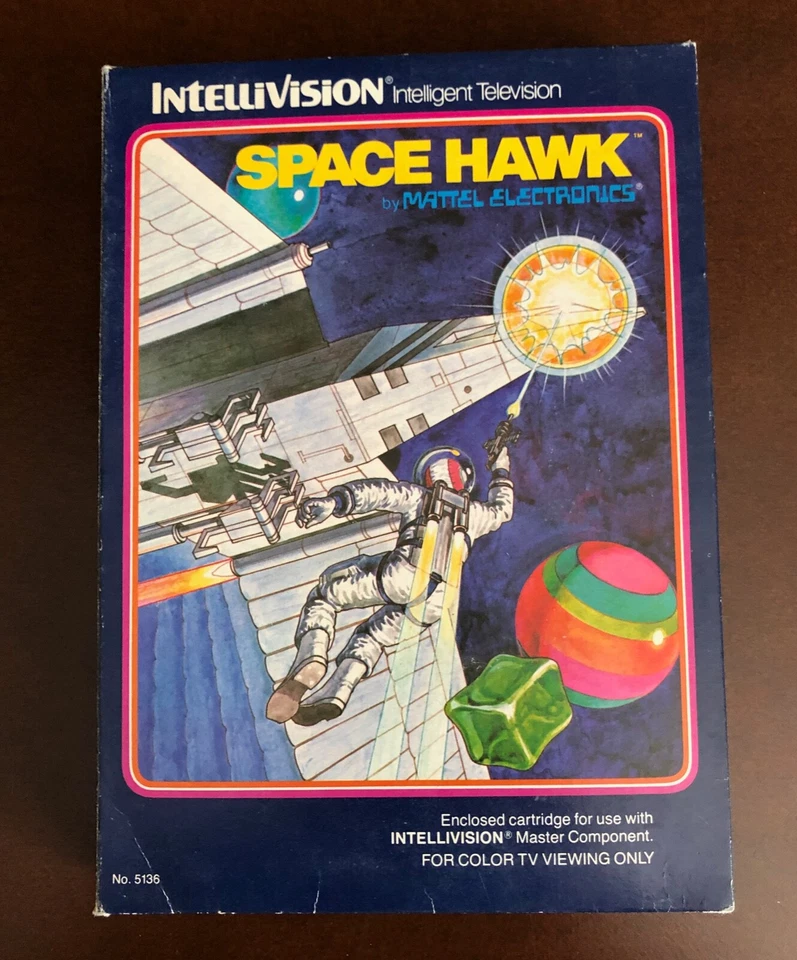 INTELLIVISION® Intelligent Television
SPACE HAWK™
by MATTEL ELECTRONICS®
Enclosed cartridge for use with
INTELLIVISION® Master Component.
FOR COLOR TV VIEWING ONLY
No. 5136